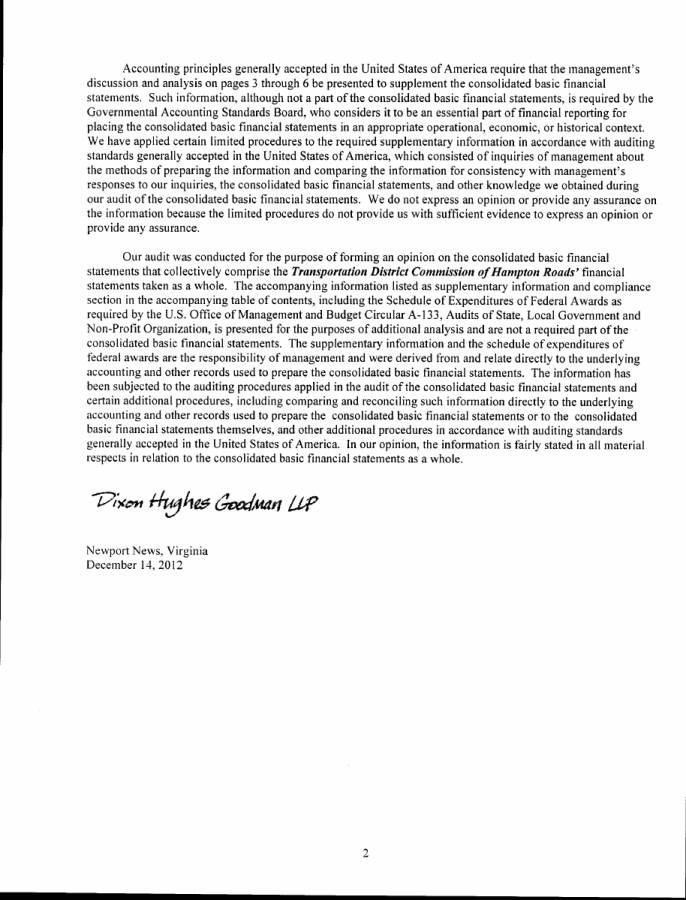 Accounting principles generally accepted in the United States of America require that the management's
discussion and analysis on pages 3 through 6 be presented to supplement the consolidated basic financial
statements. Such information, although not a part of the consolidated basic financial statements, is required by the
Governmental Accounting Standards Board, who considers it to be an essential part of financial reporting for
placing the consolidated basic financial statements in an appropriate operational, economic, or historical context.
We have applied certain limited procedures to the required supplementary information in accordance with auditing
standards generally accepted in the United States of America, which consisted of inquiries of management about
the methods of preparing the information and comparing the information for consistency with management's
responses to our inquiries, the consolidated basic financial statements, and other knowledge we obtained during
our audit of the consolidated basic financial statements. We do not express an opinion or provide any assurance on
the information because the limited procedures do not provide us with sufficient evidence to express an opinion or
provide any assurance.
Our audit was conducted for the purpose of forming an opinion on the consolidated basic financial
statements that collectively comprise the Transportation District Commission of Hampton Roads' financial
statements taken as a whole. The accompanying information listed as supplementary information and compliance
section in the accompanying table of contents, including the Schedule of Expenditures of Federal Awards as
required by the U.S. Office of Management and Budget Circular A-133, Audits of State, Local Government and
Non-Profit Organization, is presented for the purposes of additional analysis and are not a required part of the
consolidated basic financial statements. The supplementary information and the schedule of expenditures of
federal awards are the responsibility of management and were derived from and relate directly to the underlying
accounting and other records used to prepare the consolidated basic financial statements. The information has
been subjected to the auditing procedures applied in the audit of the consolidated basic financial statements and
certain additional procedures, including comparing and reconciling such information directly to the underlying
accounting and other records used to prepare the consolidated basic financial statements or to the consolidated
basic financial statements themselves, and other additional procedures in accordance with auditing standards
generally accepted in the United States of America. In our opinion, the information is fairly stated in all material
respects in relation to the consolidated basic financial statements as a whole.
Dixon Hughes Goodman LLP
Newport News, Virginia
December 14, 2012
2